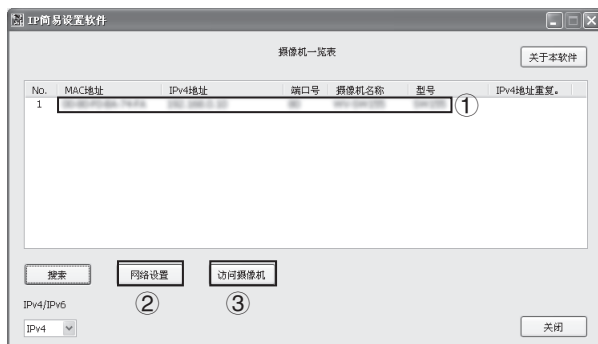 IP简易设置软件
摄像机一览表
关于本软件
No. MAC地址 IPv4地址 端口号 摄像机名称 型号 IPv4地址重复。
1 ①
搜索 网络设置 访问摄像机
② ③
IPv4/IPv6
IPv4 关闭